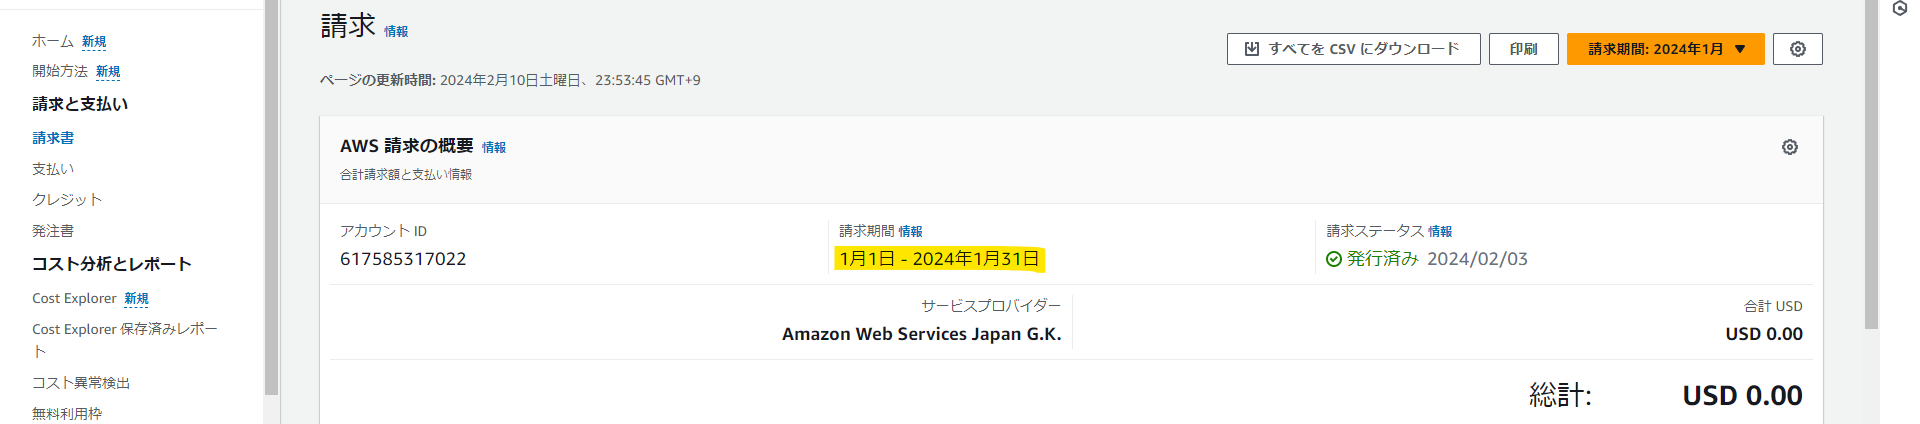 ホーム 新規
開始方法 新規
請求と支払い
請求書
支払い
クレジット
発注書
コスト分析とレポート
Cost Explorer 新規
Cost Explorer 保存済みレポー
ト
コスト異常検出
無料利用枠
請求 情報
すべてを CSV にダウンロード
印刷
請求期間: 2024年1月
ページの更新時間: 2024年2月10日土曜日、23:53:45 GMT+9
AWS 請求の概要 情報
合計請求額と支払い情報
アカウント ID
617585317022
請求期間 情報
1月1日 - 2024年1月31日
請求ステータス 情報
発行済み 2024/02/03
サービスプロバイダー
Amazon Web Services Japan G.K.
合計 USD
USD 0.00
総計: USD 0.00